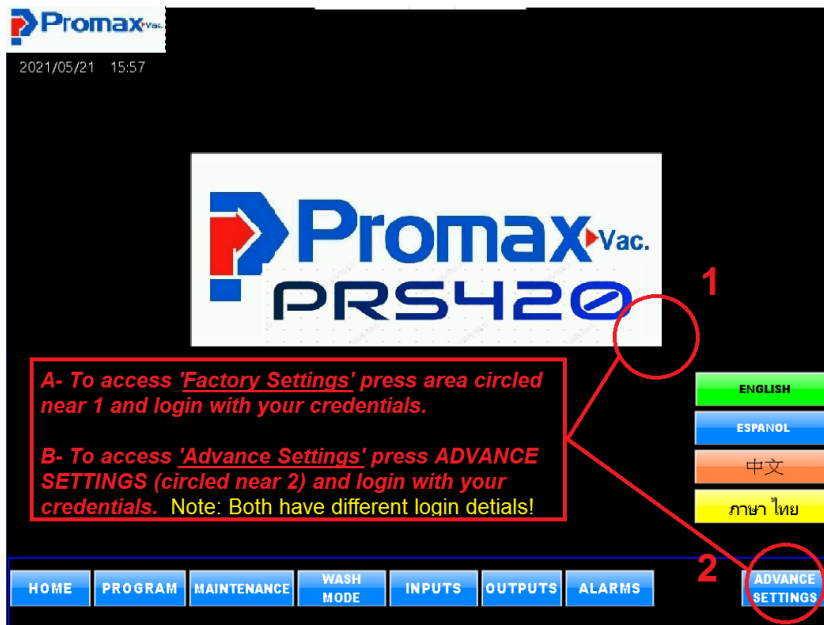 Promax Vac.
2021/05/21 15:57
Promax Vac.
PRS420
1
A- To access 'Factory Settings' press area circled
near 1 and login with your credentials.
B- To access 'Advance Settings' press ADVANCE
SETTINGS (circled near 2) and login with your
credentials. Note: Both have different login detials!
ENGLISH
ESPANOL
中文
ภาษา ไทย
2
HOME
PROGRAM
MAINTENANCE
WASH
MODE
INPUTS
OUTPUTS
ALARMS
ADVANCE
SETTINGS